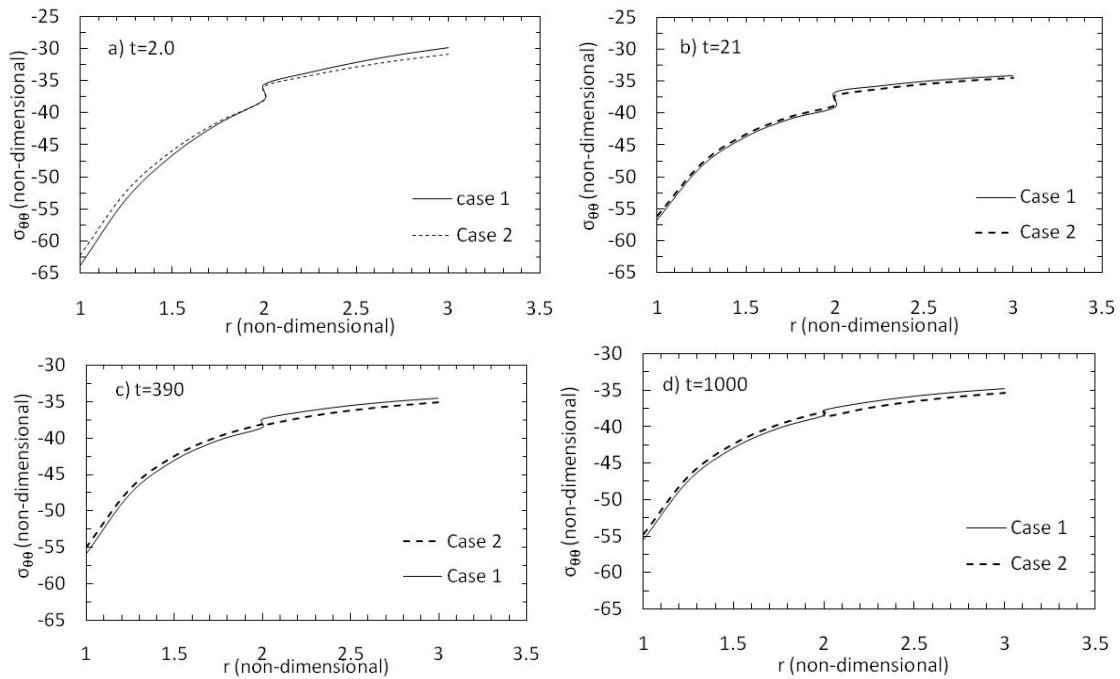 a) t=2.0
-25
-30
-35
-40
-45
-50
-55
-60
-65
σθθ (non-dimensional)
case 1
Case 2
1 1.5 2 2.5 3 3.5
r (non-dimensional)
b) t=21
-25
-30
-35
-40
-45
-50
-55
-60
-65
σθθ (non-dimensional)
Case 1
Case 2
1 1.5 2 2.5 3 3.5
r (non-dimensional)
c) t=390
-30
-35
-40
-45
-50
-55
-60
-65
σθθ (non-dimensional)
Case 2
Case 1
1 1.5 2 2.5 3 3.5
r (non-dimensional)
d) t=1000
-30
-35
-40
-45
-50
-55
-60
-65
σθθ (non-dimensional)
Case 1
Case 2
1 1.5 2 2.5 3 3.5
r (non-dimensional)